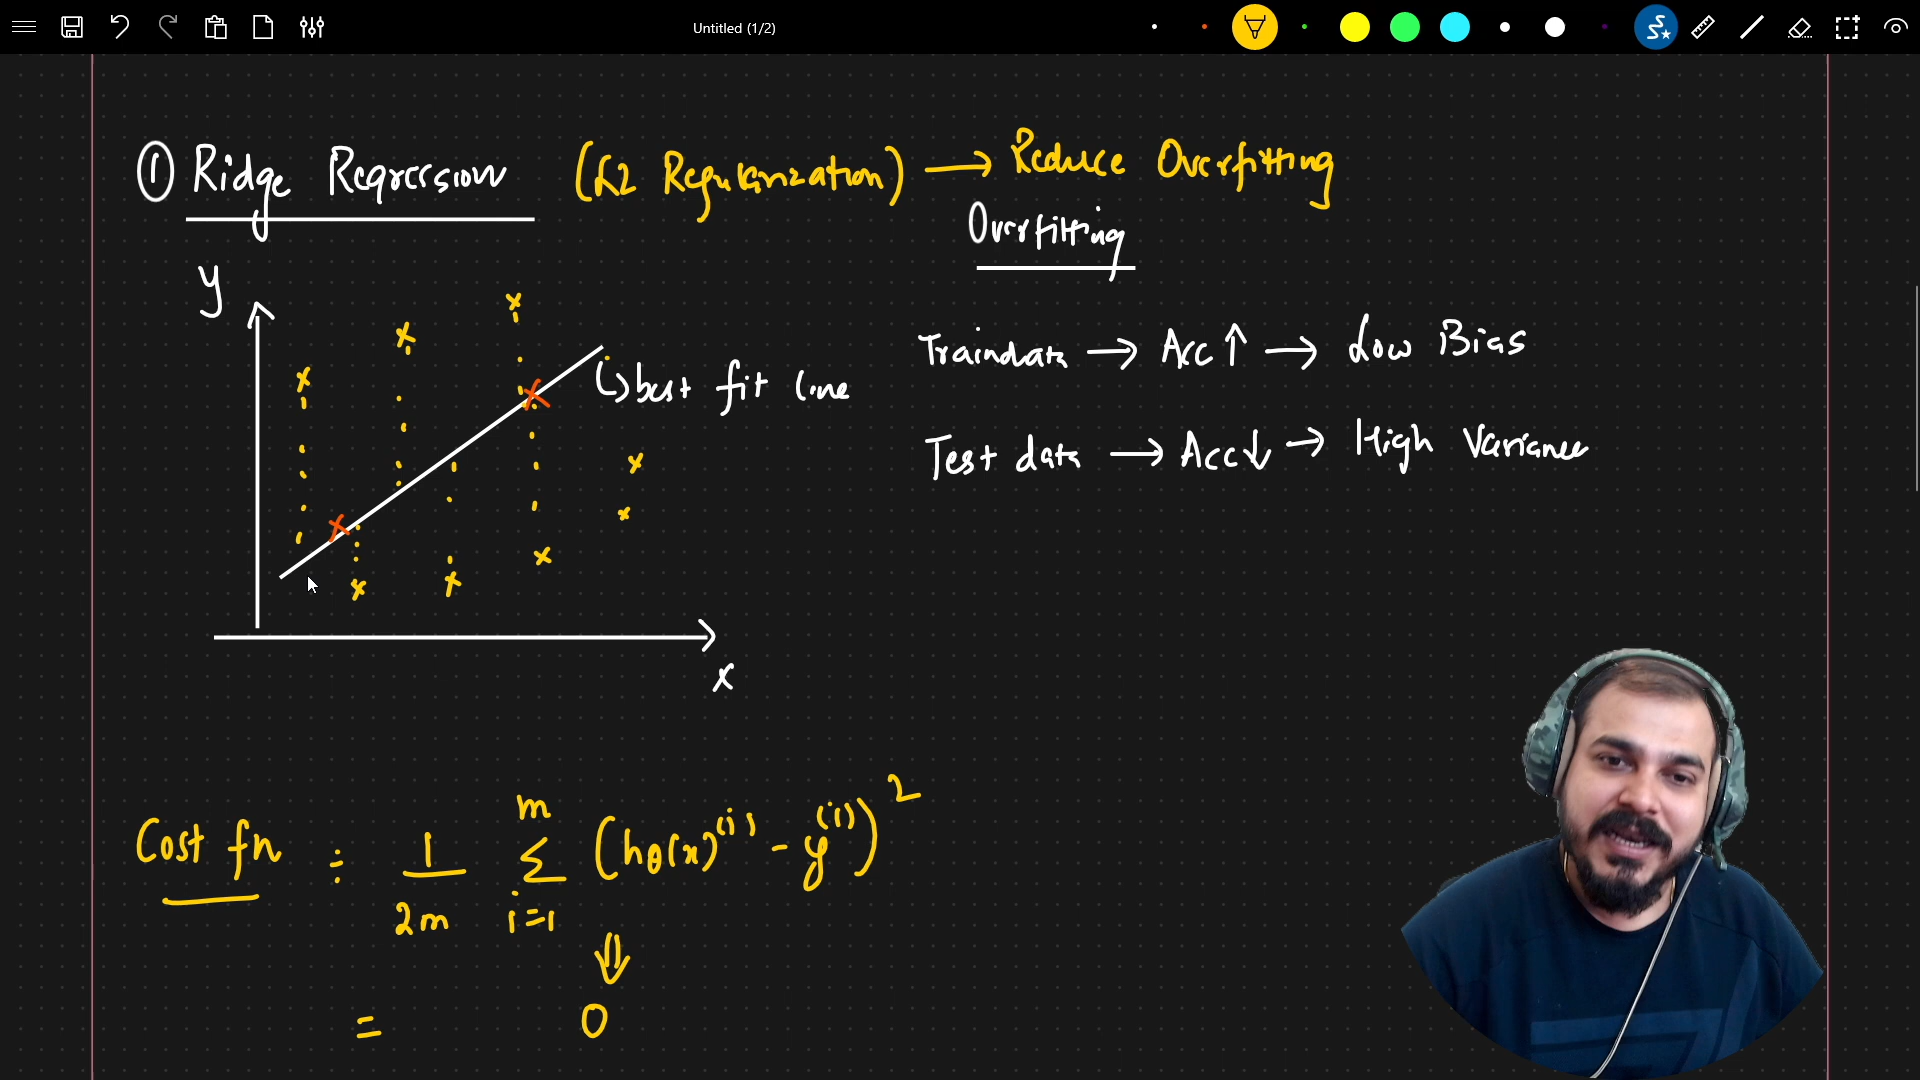 Untitled (1/2)
① Ridge Regression (L2 Regularization) → Reduce Overfitting
Overfitting
y
best fit line
Traindata → Acc ↑ → Low Bias
Test data → Acc ↓ → High Variance
x
Cost fn = 1/2m m Σ i=1 (hθ(x)^(i) - y^(i))^2
⇓
= 0